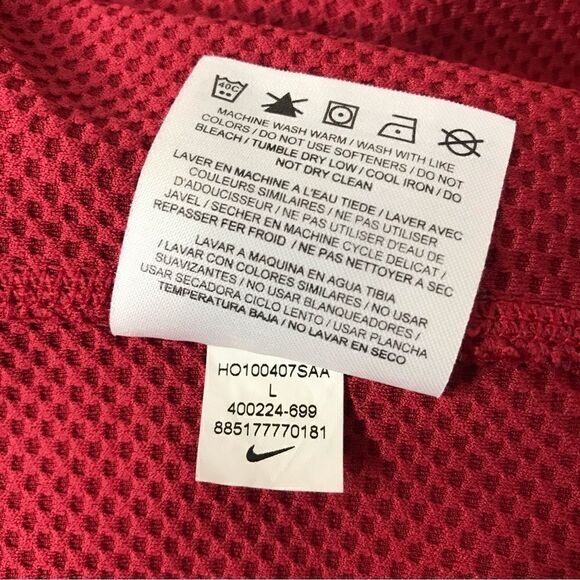 40C
MACHINE WASH WARM / WASH WITH LIKE
COLORS / DO NOT USE SOFTENERS / DO NOT
BLEACH / TUMBLE DRY LOW / COOL IRON / DO
NOT DRY CLEAN
LAVER EN MACHINE A L'EAU TIEDE / LAVER AVEC
COULEURS SIMILAIRES / NE PAS UTILISER
D'ADOUCISSEUR / NE PAS UTILISER D'EAU DE
JAVEL / SECHER EN MACHINE CYCLE DELICAT /
REPASSER FER FROID / NE PAS NETTOYER A SEC
LAVAR A MAQUINA EN AGUA TIBIA
/ LAVAR CON COLORES SIMILARES / NO USAR
SUAVIZANTES / NO USAR BLANQUEADORES /
USAR SECADORA CICLO LENTO / USAR PLANCHA
TEMPERATURA BAJA / NO LAVAR EN SECO
HO100407SAA
L
400224-699
885177770181